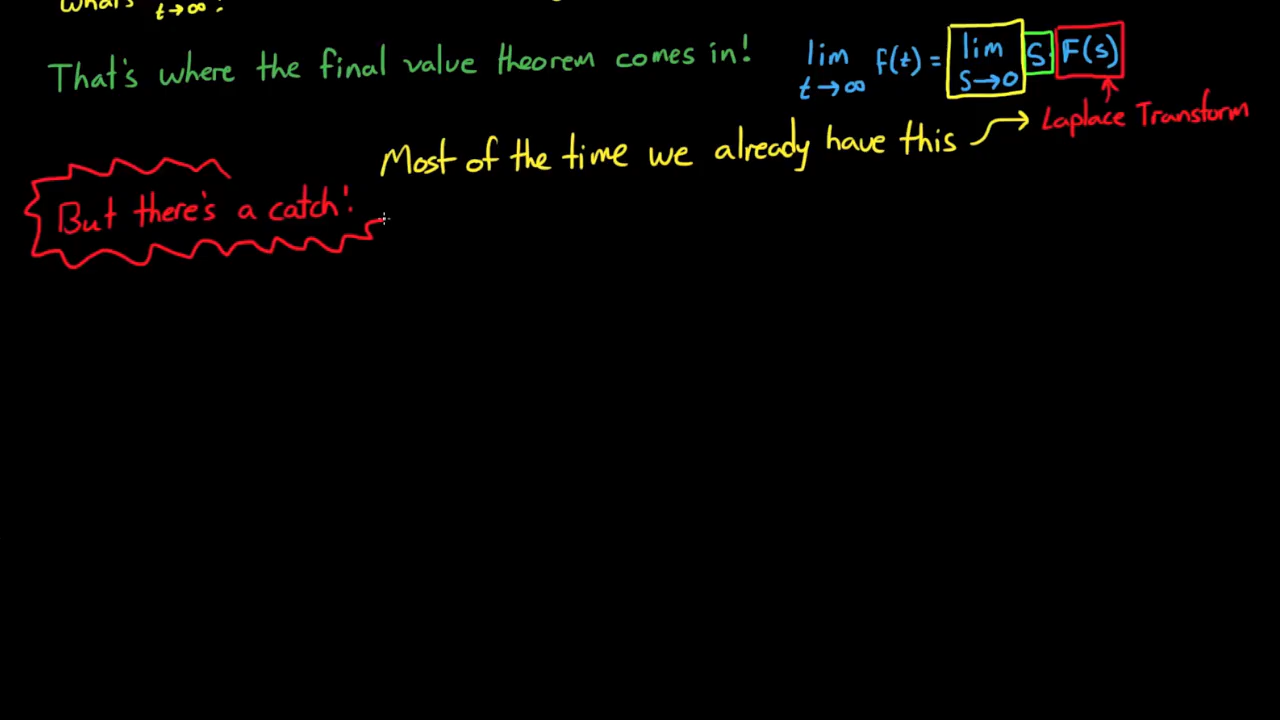 What's t→∞ ?
That's where the final value theorem comes in!
lim t→∞ f(t) = lim s→0 S F(s)
Laplace Transform
Most of the time we already have this
But there's a catch!